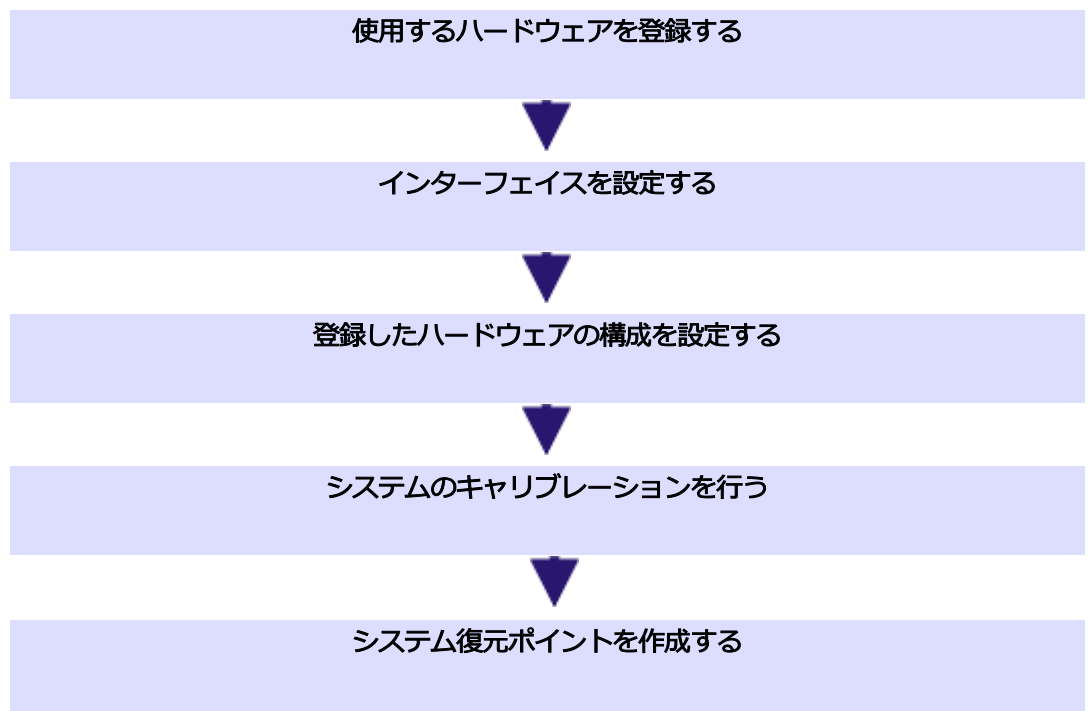 使用するハードウェアを登録する
インターフェイスを設定する
登録したハードウェアの構成を設定する
システムのキャリブレーションを行う
システム復元ポイントを作成する